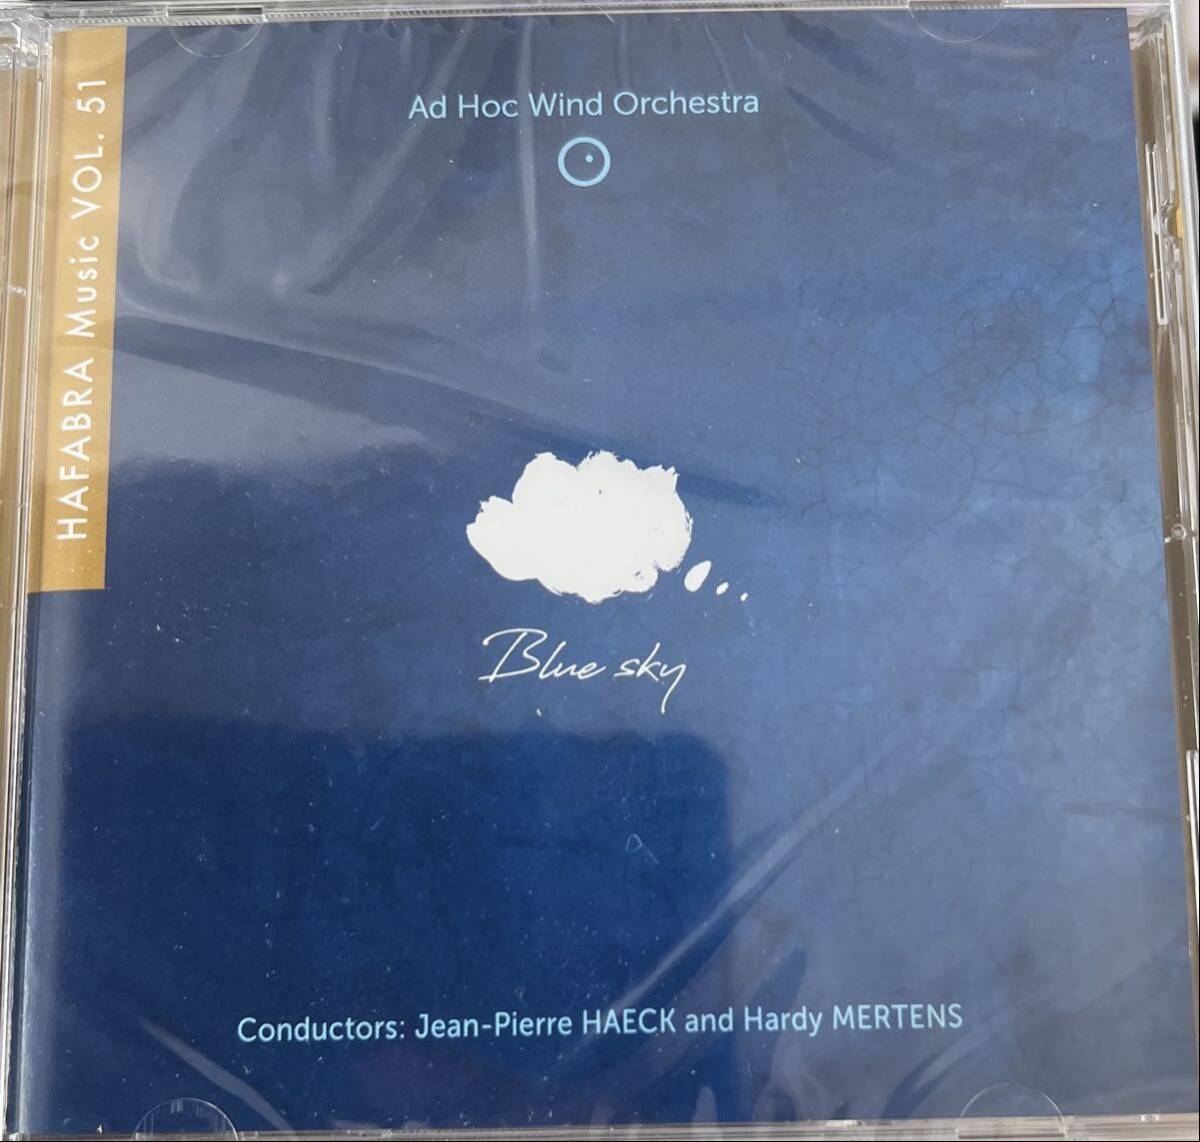 HAFABRA Music VOL. 51
Ad Hoc Wind Orchestra
Blue sky
Conductors: Jean-Pierre HAECK and Hardy MERTENS